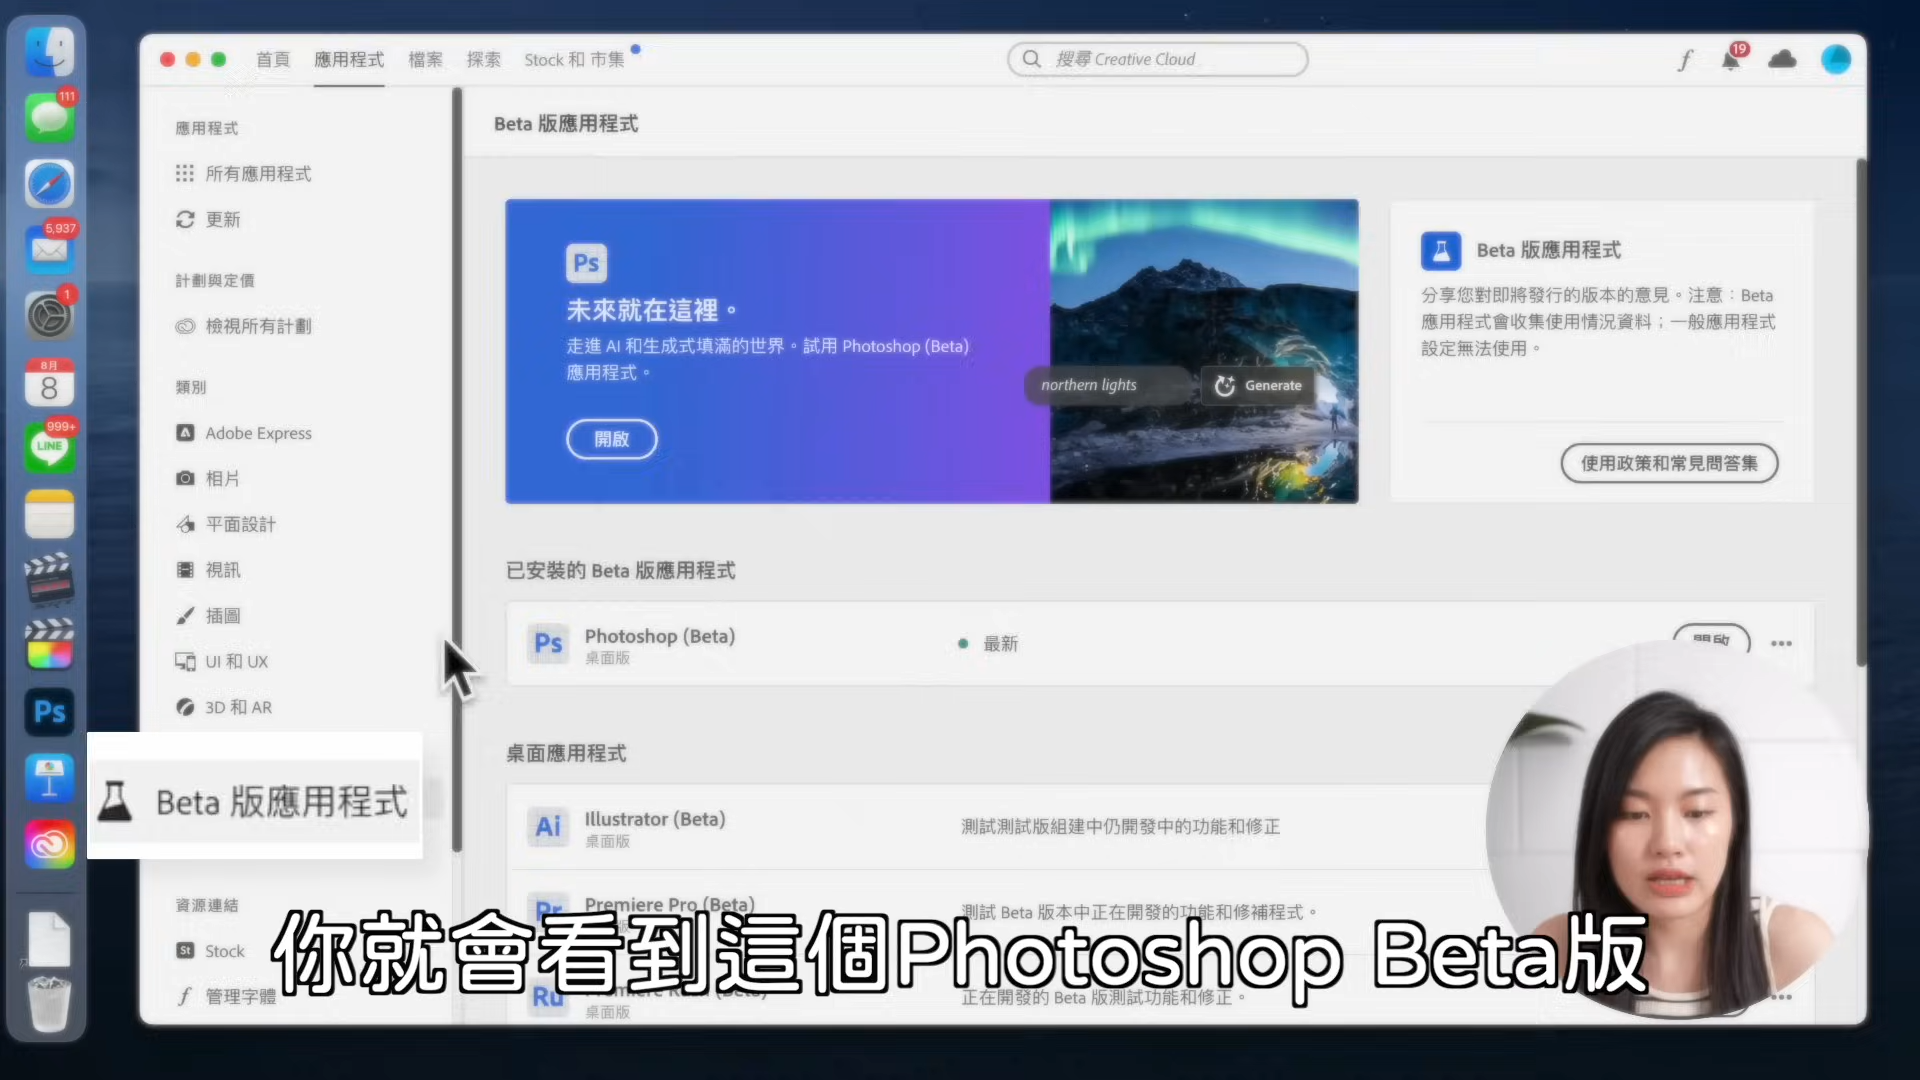 首頁 應用程式 檔案 探索 Stock 和 市集
搜尋 Creative Cloud
19
111
5,937
1
8月
8
999+
LINE
Ps
應用程式
所有應用程式
更新
計劃與定價
檢視所有計劃
類別
Adobe Express
相片
平面設計
視訊
插圖
UI 和 UX
3D 和 AR
Beta 版應用程式
資源連結
St Stock
管理字體
Beta 版應用程式
Ps
未來就在這裡。
走進 AI 和生成式填滿的世界。試用 Photoshop (Beta)
應用程式。
開啟
northern lights
Generate
Beta 版應用程式
分享您對即將發行的版本的意見。注意：Beta
應用程式會收集使用情況資料；一般應用程式
設定無法使用。
使用政策和常見問答集
已安裝的 Beta 版應用程式
Ps Photoshop (Beta)
桌面版
最新
開啟
桌面應用程式
Ai Illustrator (Beta)
桌面版
測試測試版組建中仍開發中的功能和修正
Pr Premiere Pro (Beta)
測試 Beta 版本中正在開發的功能和修補程式。
Ru
桌面版
正在開發的 Beta 版測試功能和修正。
你就會看到這個Photoshop Beta版